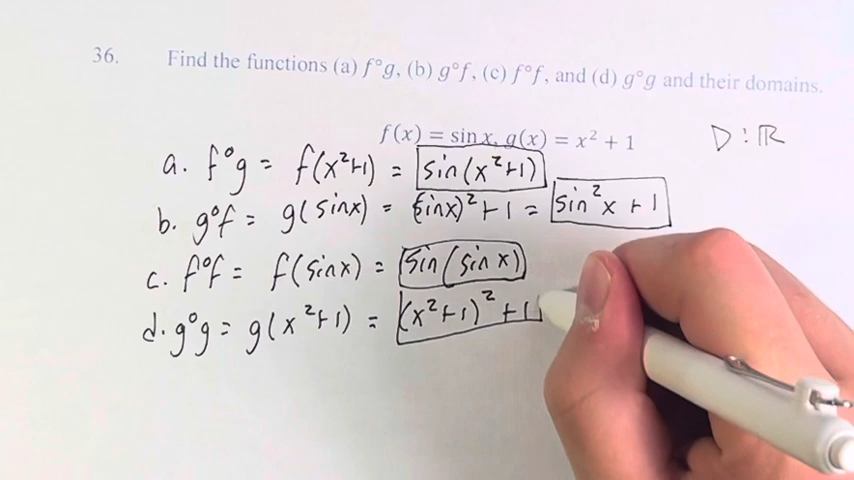 36. Find the functions (a) f°g, (b) g°f, (c) f°f, and (d) g°g and their domains.
f(x) = sin x, g(x) = x² + 1 D : ℝ
a. f°g = f(x²+1) = sin(x²+1)
b. g°f = g(sinx) = (sinx)² + 1 = sin²x + 1
c. f°f = f(sinx) = sin(sin x)
d. g°g = g(x²+1) = (x²+1)² + 1